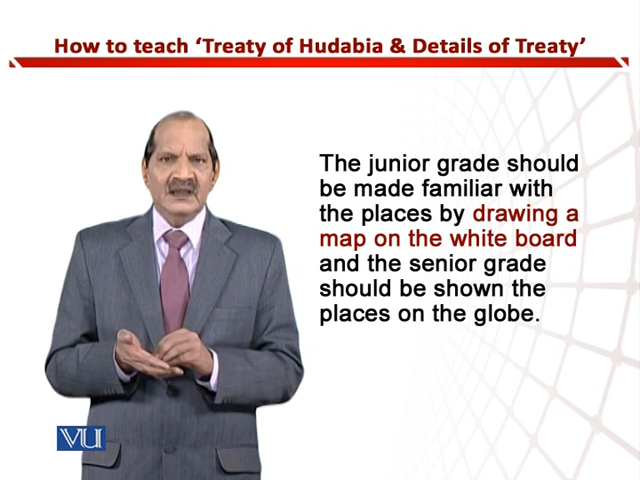 How to teach ‘Treaty of Hudabia & Details of Treaty’
The junior grade should
be made familiar with
the places by drawing a
map on the white board
and the senior grade
should be shown the
places on the globe.
VU